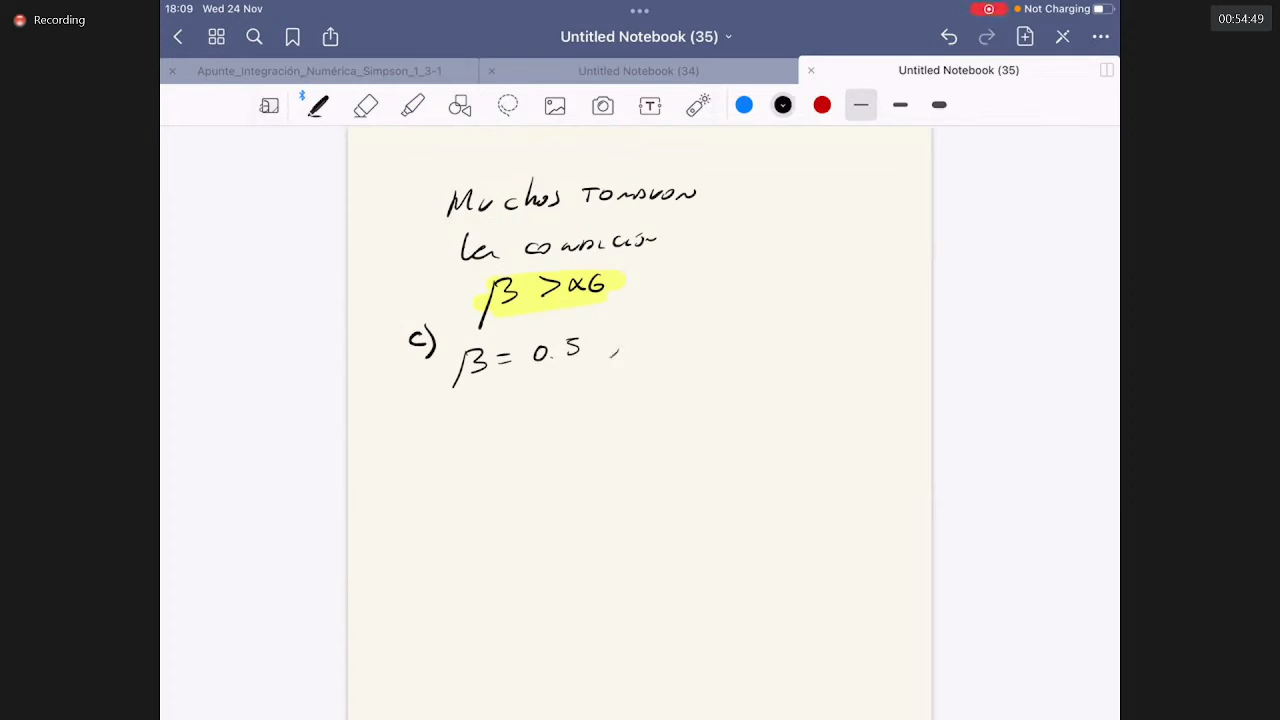 18:09 Wed 24 Nov
Not Charging
Recording
00:54:49
Untitled Notebook (35)
Apunte_Integración_Numérica_Simpson_1_3-1
Untitled Notebook (34)
Untitled Notebook (35)
Muchos tomaron
la condición
β > α6
c)
β = 0.5 ,